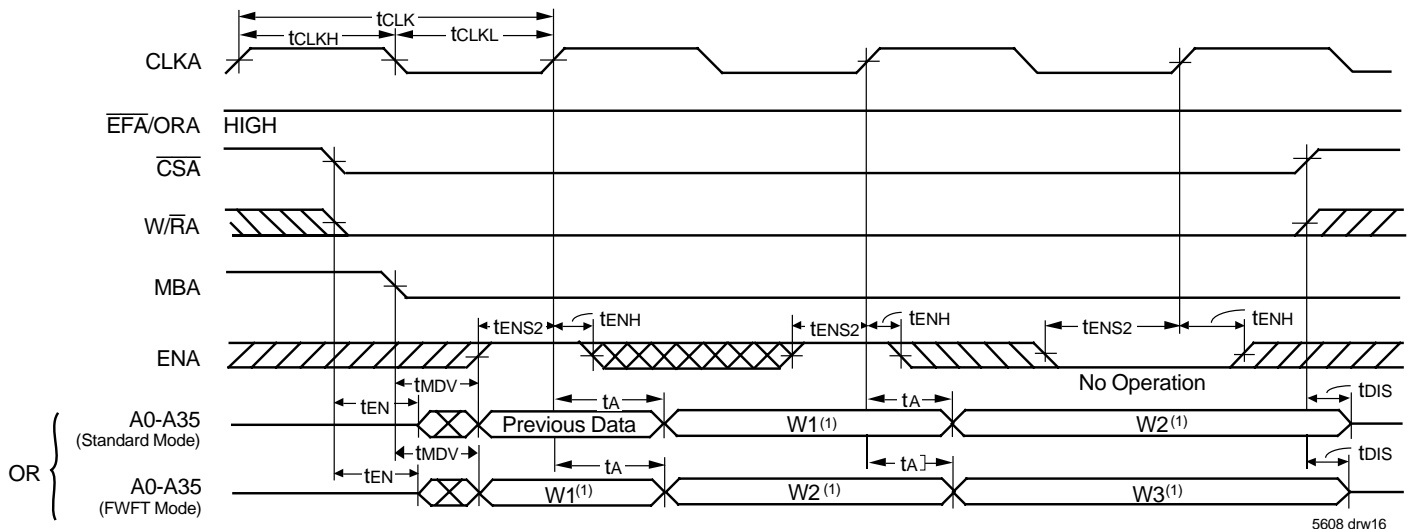 tCLK
tCLKH tCLKL
CLKA
EFA/ORA HIGH
CSA
W/RA
MBA
tENS2 tENH tENS2 tENH tENS2 tENH
ENA
No Operation
tMDV
tEN tA tA tDIS
A0-A35
(Standard Mode)
Previous Data W1(1) W2(1)
OR
tMDV
tEN tA tA tDIS
A0-A35
(FWFT Mode)
W1(1) W2(1) W3(1)
5608 drw16